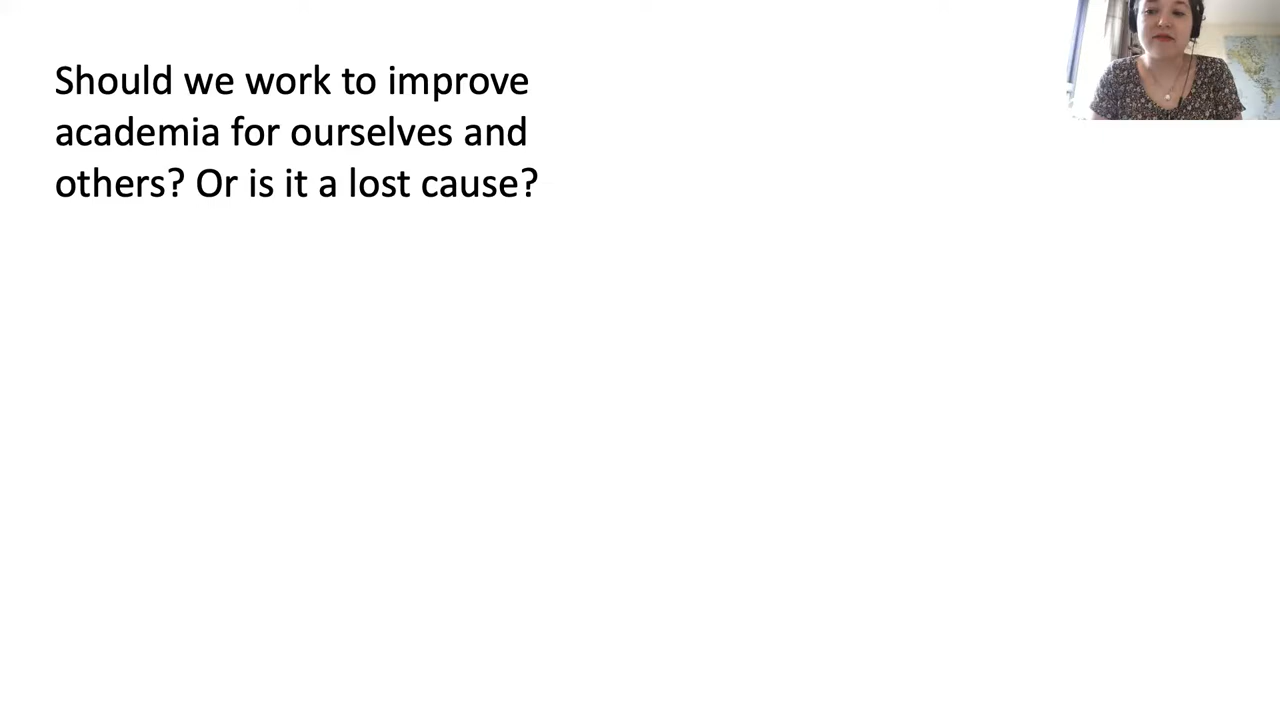 Should we work to improve
academia for ourselves and
others? Or is it a lost cause?